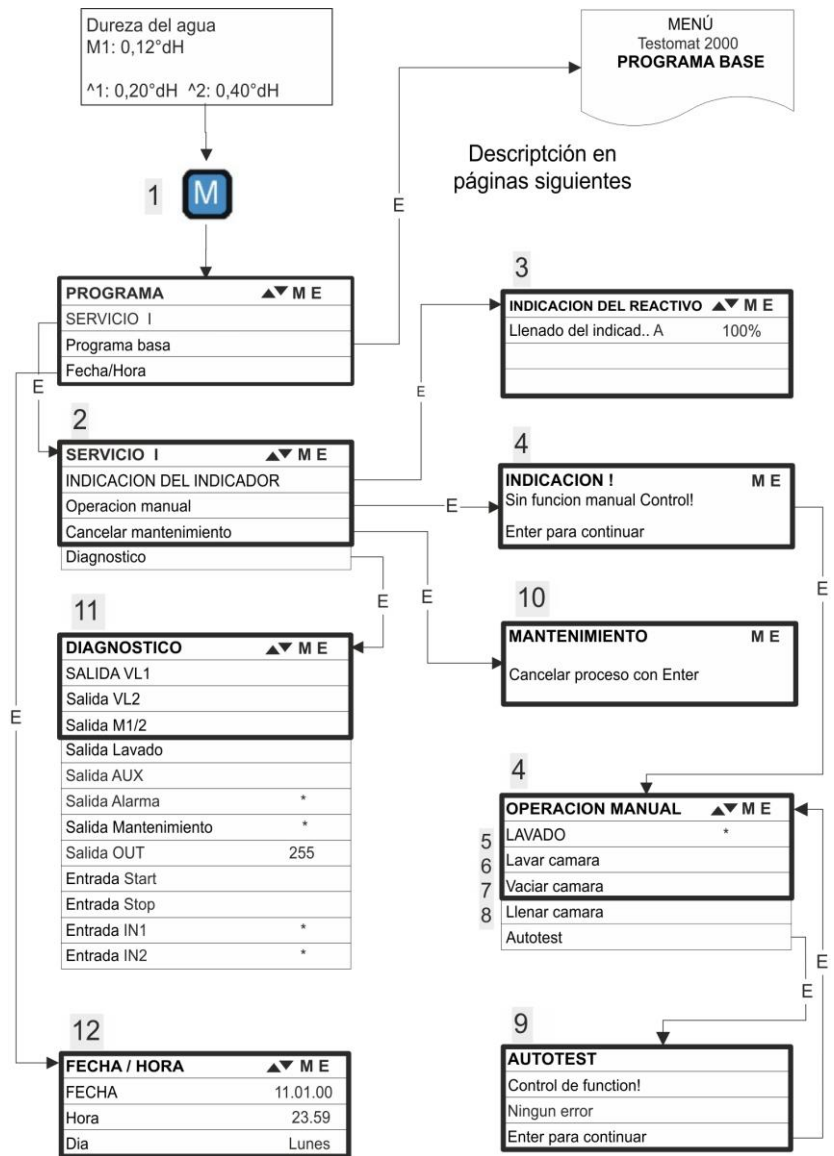 Dureza del agua
M1: 0,12°dH
^1: 0,20°dH ^2: 0,40°dH
MENÚ
Testomat 2000
PROGRAMA BASE
Descriptción en
páginas siguientes
1
M
E
PROGRAMA ▲▼ M E
SERVICIO I
Programa basa
Fecha/Hora
E
3
INDICACION DEL REACTIVO ▲▼ M E
Llenado del indicad.. A 100%
E
2
SERVICIO I ▲▼ M E
INDICACION DEL INDICADOR
Operacion manual
Cancelar mantenimiento
Diagnostico
E
4
INDICACION ! M E
Sin funcion manual Control!
Enter para continuar
E
E
E
10
MANTENIMIENTO M E
Cancelar proceso con Enter
11
DIAGNOSTICO ▲▼ M E
SALIDA VL1
Salida VL2
Salida M1/2
Salida Lavado
Salida AUX
Salida Alarma *
Salida Mantenimiento *
Salida OUT 255
Entrada Start
Entrada Stop
Entrada IN1 *
Entrada IN2 *
E
4
OPERACION MANUAL ▲▼ M E
5 LAVADO *
6 Lavar camara
7 Vaciar camara
8 Llenar camara
Autotest
E
E
9
AUTOTEST
Control de function!
Ningun error
Enter para continuar
12
FECHA / HORA ▲▼ M E
FECHA 11.01.00
Hora 23.59
Dia Lunes